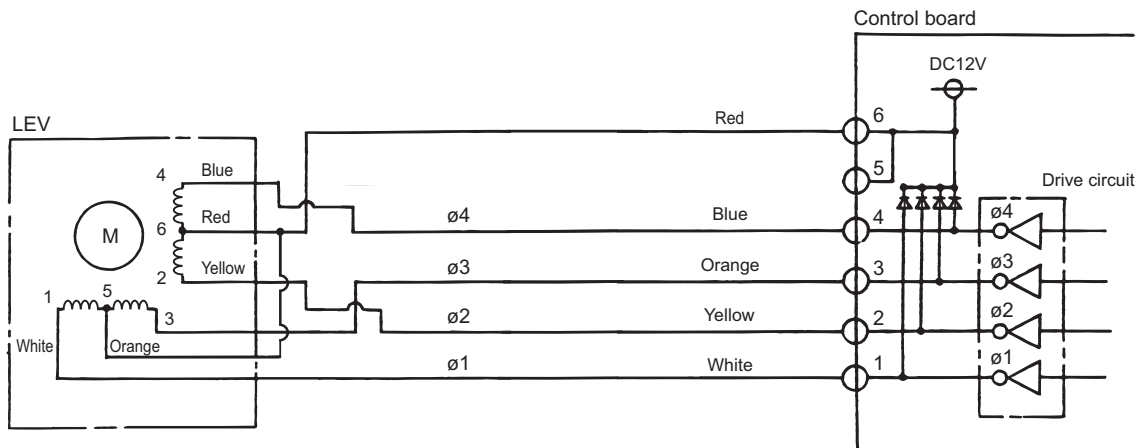 Control board
DC12V
LEV
Red 6
4 Blue
5
Drive circuit
6 Red
ø4 Blue 4 ø4
M
2 Yellow
ø3 Orange 3 ø3
1 5 3
ø2 Yellow 2 ø2
White Orange
ø1 White 1 ø1